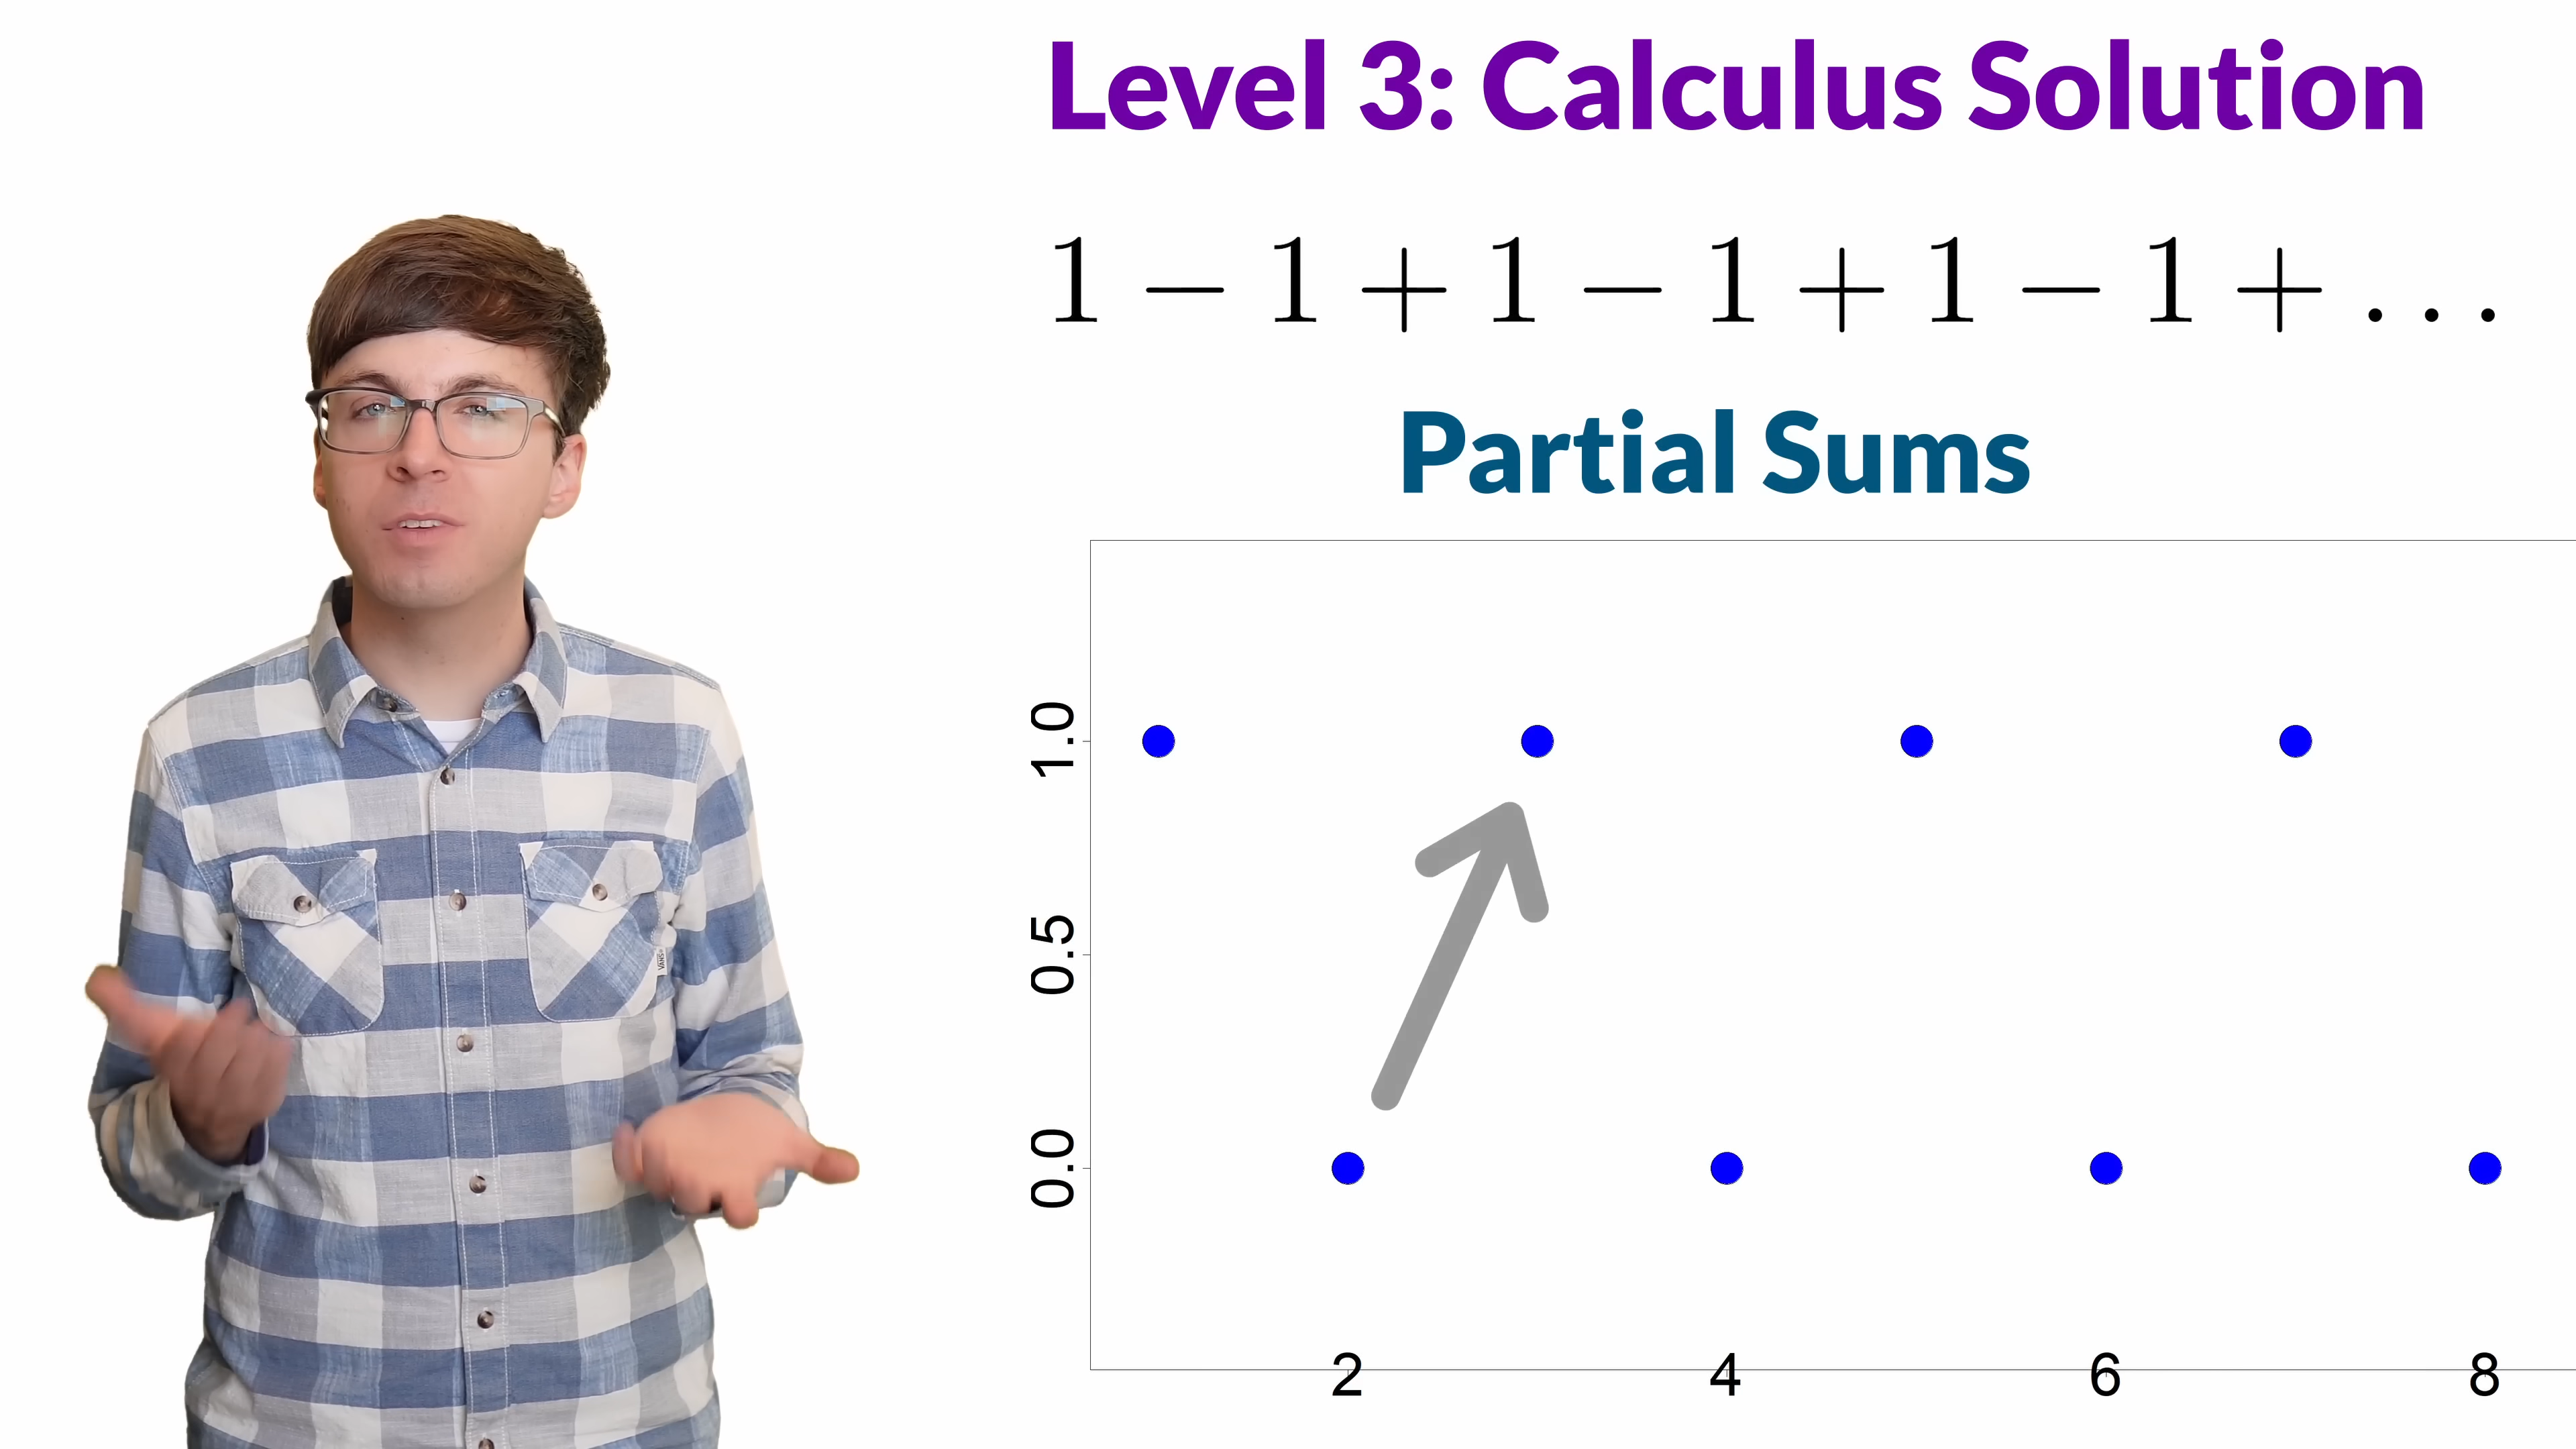 Level 3: Calculus Solution
1 − 1 + 1 − 1 + 1 − 1 + ...
Partial Sums
1.0
0.5
0.0
2 4 6 8
VANS